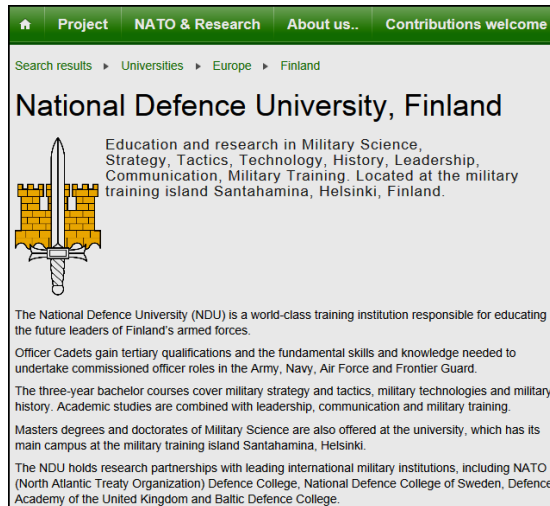 Project NATO & Research About us.. Contributions welcome
Search results ▸ Universities ▸ Europe ▸ Finland
National Defence University, Finland
Education and research in Military Science,
Strategy, Tactics, Technology, History, Leadership,
Communication, Military Training. Located at the military
training island Santahamina, Helsinki, Finland.
The National Defence University (NDU) is a world-class training institution responsible for educating
the future leaders of Finland's armed forces.
Officer Cadets gain tertiary qualifications and the fundamental skills and knowledge needed to
undertake commissioned officer roles in the Army, Navy, Air Force and Frontier Guard.
The three-year bachelor courses cover military strategy and tactics, military technologies and military
history. Academic studies are combined with leadership, communication and military training.
Masters degrees and doctorates of Military Science are also offered at the university, which has its
main campus at the military training island Santahamina, Helsinki.
The NDU holds research partnerships with leading international military institutions, including NATO
(North Atlantic Treaty Organization) Defence College, National Defence College of Sweden, Defence
Academy of the United Kingdom and Baltic Defence College.